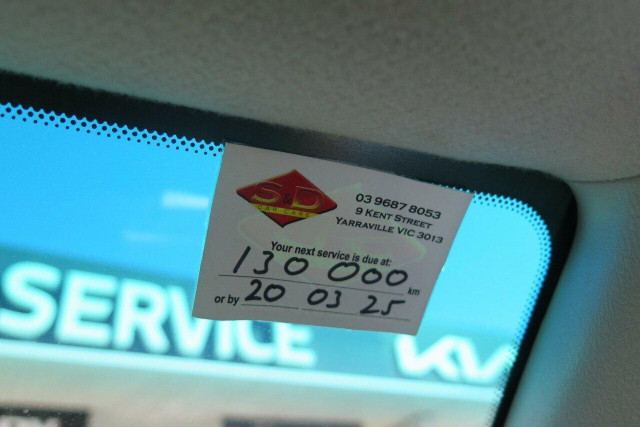 S&D
CAR CARE
03 9687 8053
9 KENT STREET
YARRAVILLE VIC 3013
Your next service is due at:
130 000 km
or by 20 03 25
SERVICE
KIA